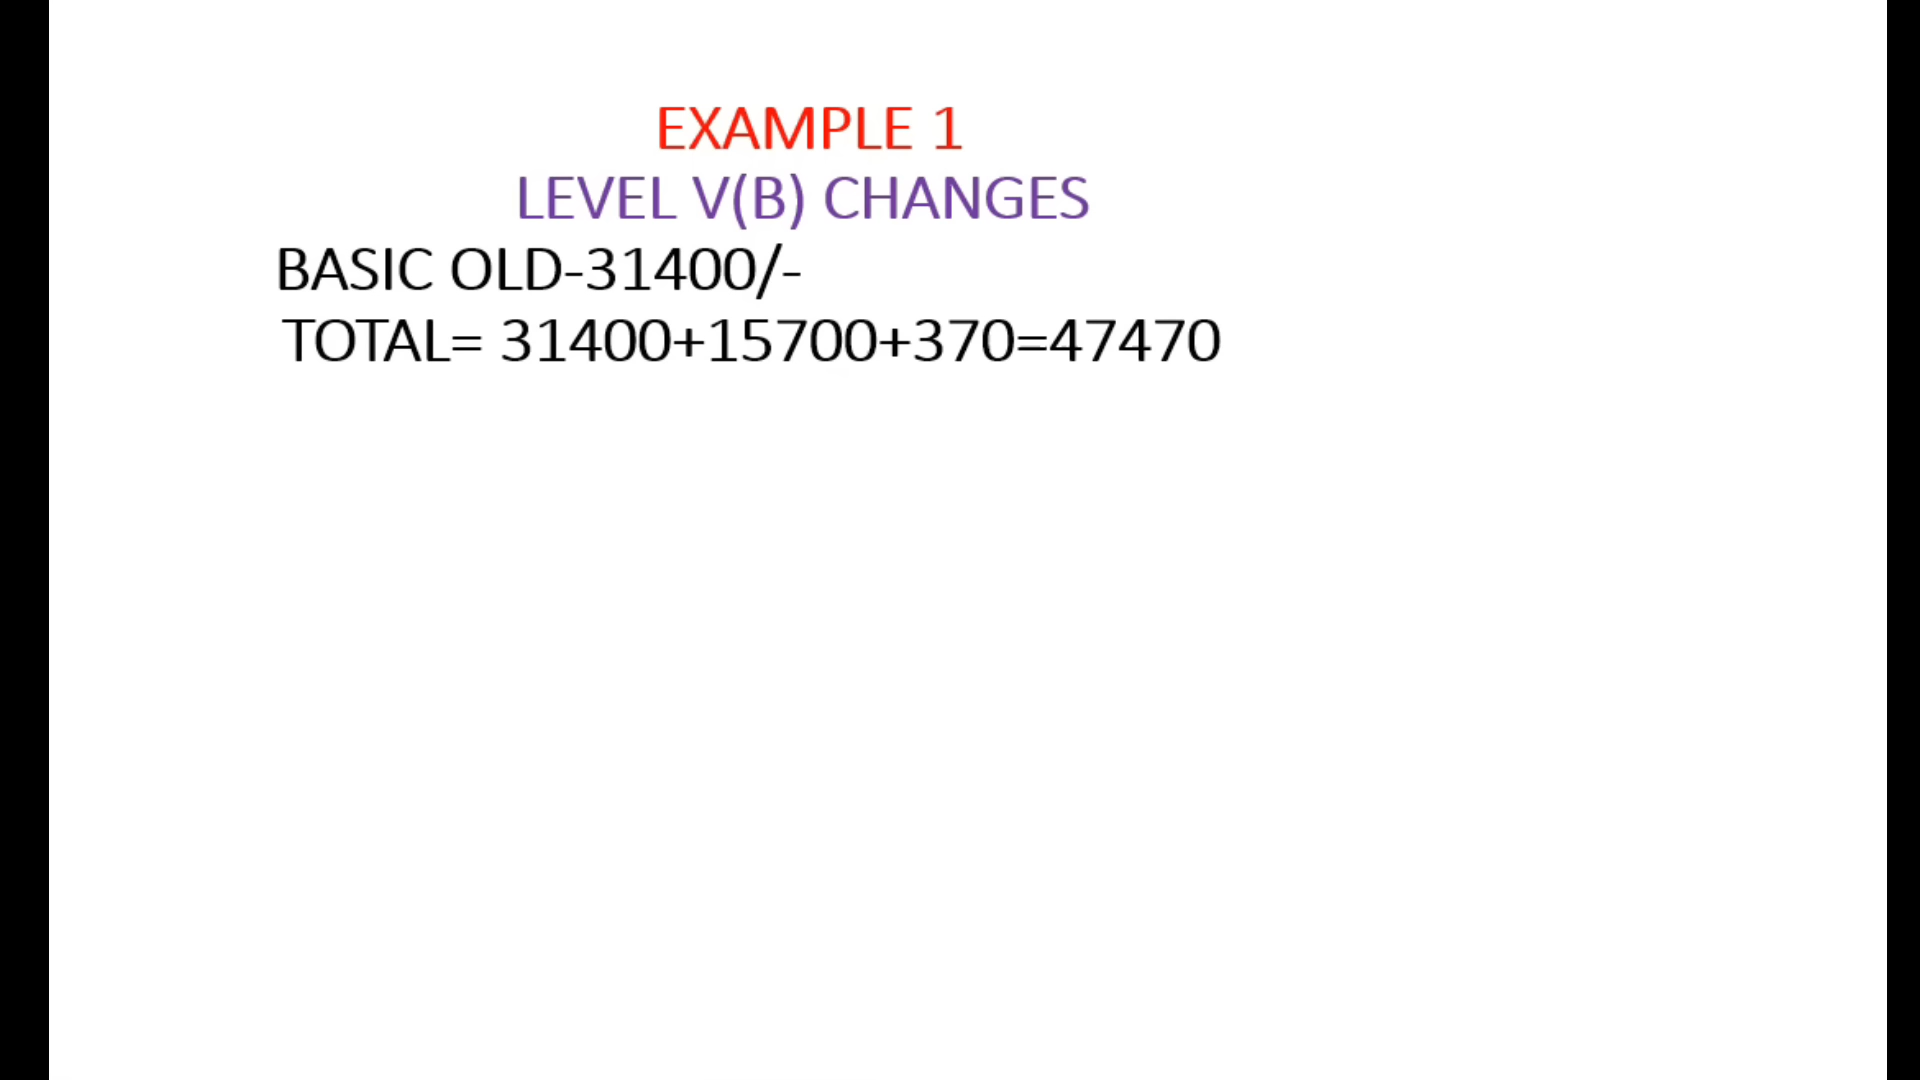 EXAMPLE 1
LEVEL V(B) CHANGES
BASIC OLD-31400/-
TOTAL= 31400+15700+370=47470